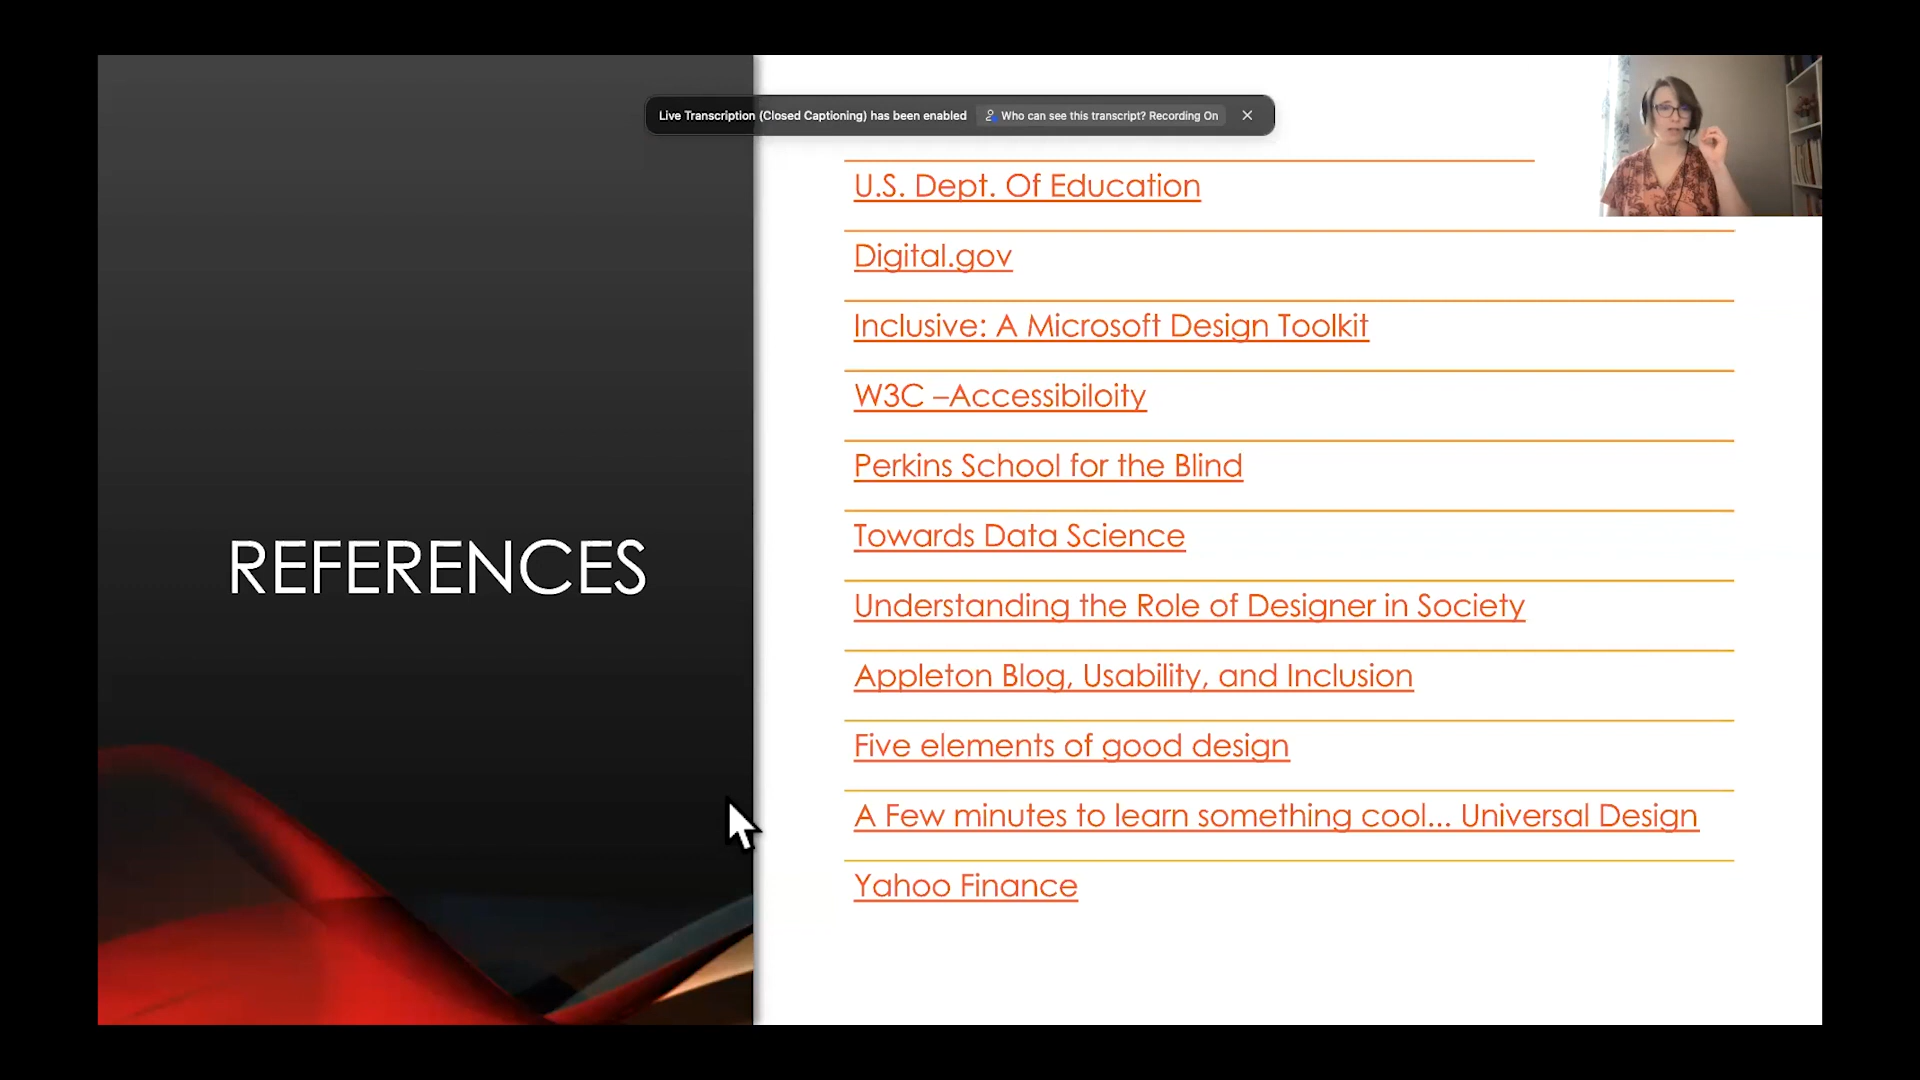 Live Transcription (Closed Captioning) has been enabled Who can see this transcript? Recording On
U.S. Dept. Of Education
Digital.gov
Inclusive: A Microsoft Design Toolkit
W3C –Accessibiloity
Perkins School for the Blind
REFERENCES
Towards Data Science
Understanding the Role of Designer in Society
Appleton Blog, Usability, and Inclusion
Five elements of good design
A Few minutes to learn something cool... Universal Design
Yahoo Finance